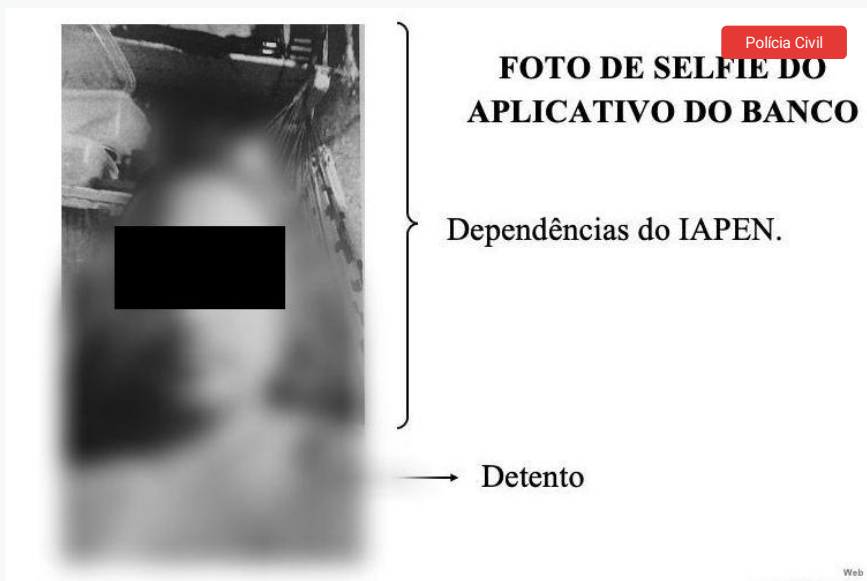 Polícia Civil
FOTO DE SELFIE DO
APLICATIVO DO BANCO
Dependências do IAPEN.
Detento
Web